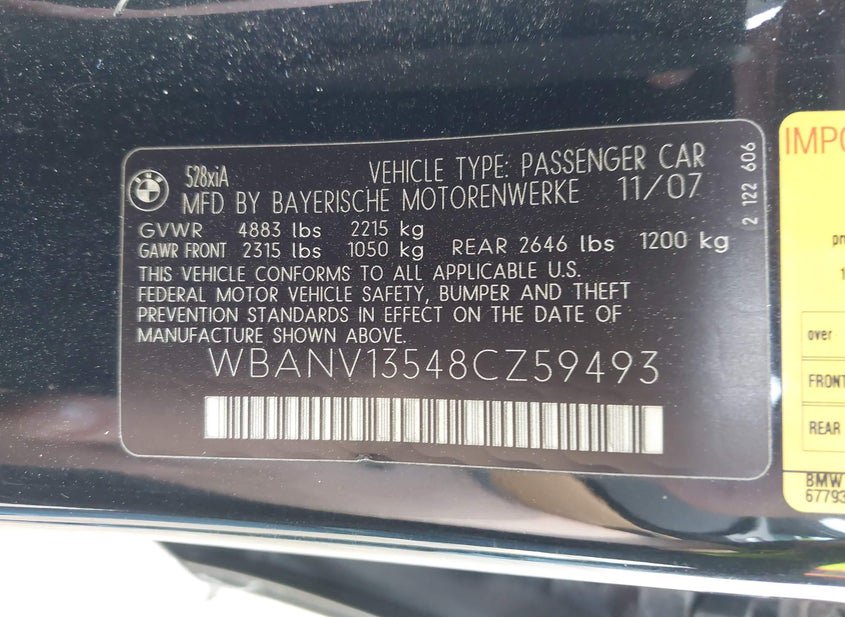 528xiA
VEHICLE TYPE: PASSENGER CAR
MFD BY BAYERISCHE MOTORENWERKE 11/07
GVWR 4883 lbs 2215 kg
GAWR FRONT 2315 lbs 1050 kg REAR 2646 lbs 1200 kg
THIS VEHICLE CONFORMS TO ALL APPLICABLE U.S.
FEDERAL MOTOR VEHICLE SAFETY, BUMPER AND THEFT
PREVENTION STANDARDS IN EFFECT ON THE DATE OF
MANUFACTURE SHOWN ABOVE.
WBANV13548CZ59493
2 122 606
over
FRONT
REAR
BMW